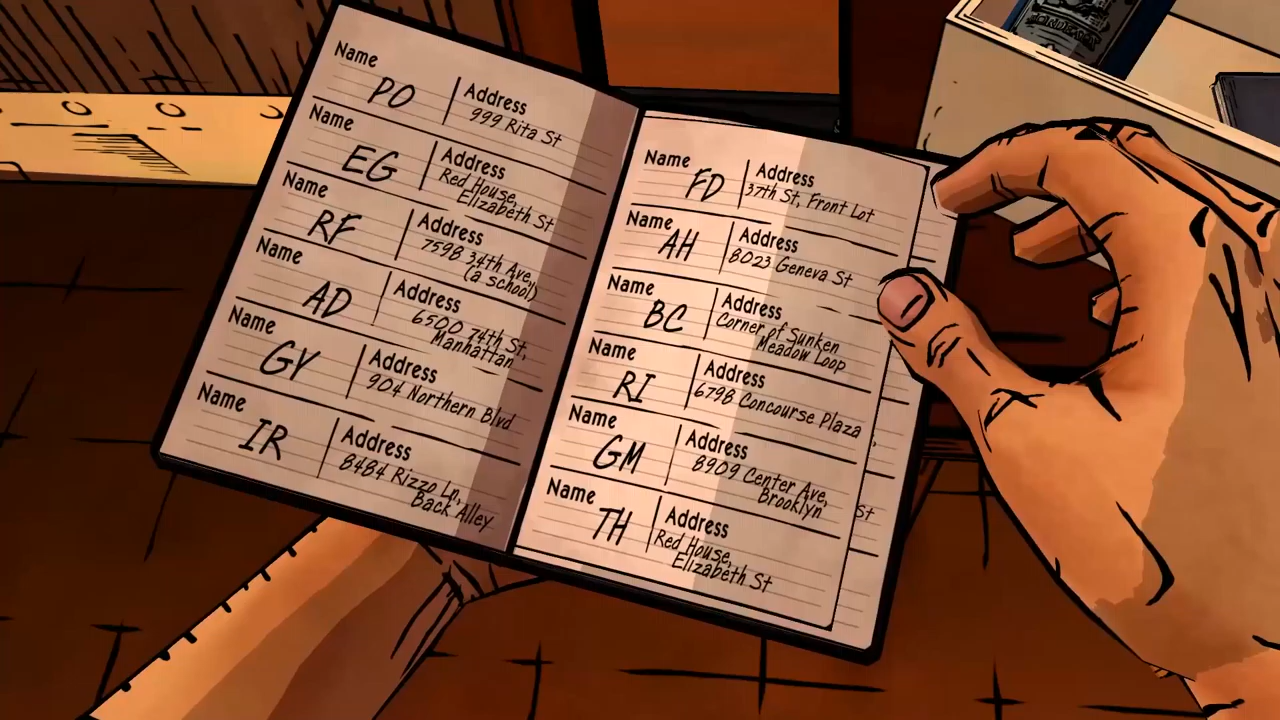 Name
PO
Address
999 Rita St
Name
EG
Address
Red House,
Elizabeth St
Name
RF
Address
7598 34th Ave,
(a school)
Name
AD
Address
6500 74th St,
Manhattan
Name
GY
Address
904 Northern Blvd
Name
IR
Address
8484 Rizzo Ln,
Back Alley
Name
FD
Address
37th St, Front Lot
Name
AH
Address
8023 Geneva St
Name
BC
Address
Corner of Sunken
Meadow Loop
Name
RI
Address
6798 Concourse Plaza
Name
GM
Address
8909 Center Ave,
Brooklyn
St
Name
TH
Address
Red House,
Elizabeth St